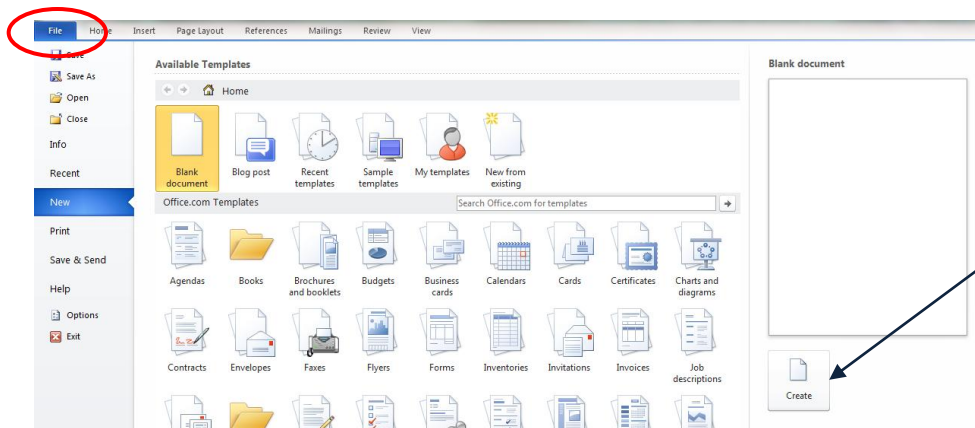 File Home Insert Page Layout References Mailings Review View
Save
Save As
Open
Close
Info
Recent
New
Print
Save & Send
Help
Options
Exit
Available Templates
Home
Blank document
Blog post
Recent templates
Sample templates
My templates
New from existing
Office.com Templates
Search Office.com for templates
Agendas
Books
Brochures and booklets
Budgets
Business cards
Calendars
Cards
Certificates
Charts and diagrams
Contracts
Envelopes
Faxes
Flyers
Forms
Inventories
Invitations
Invoices
Job descriptions
Blank document
Create